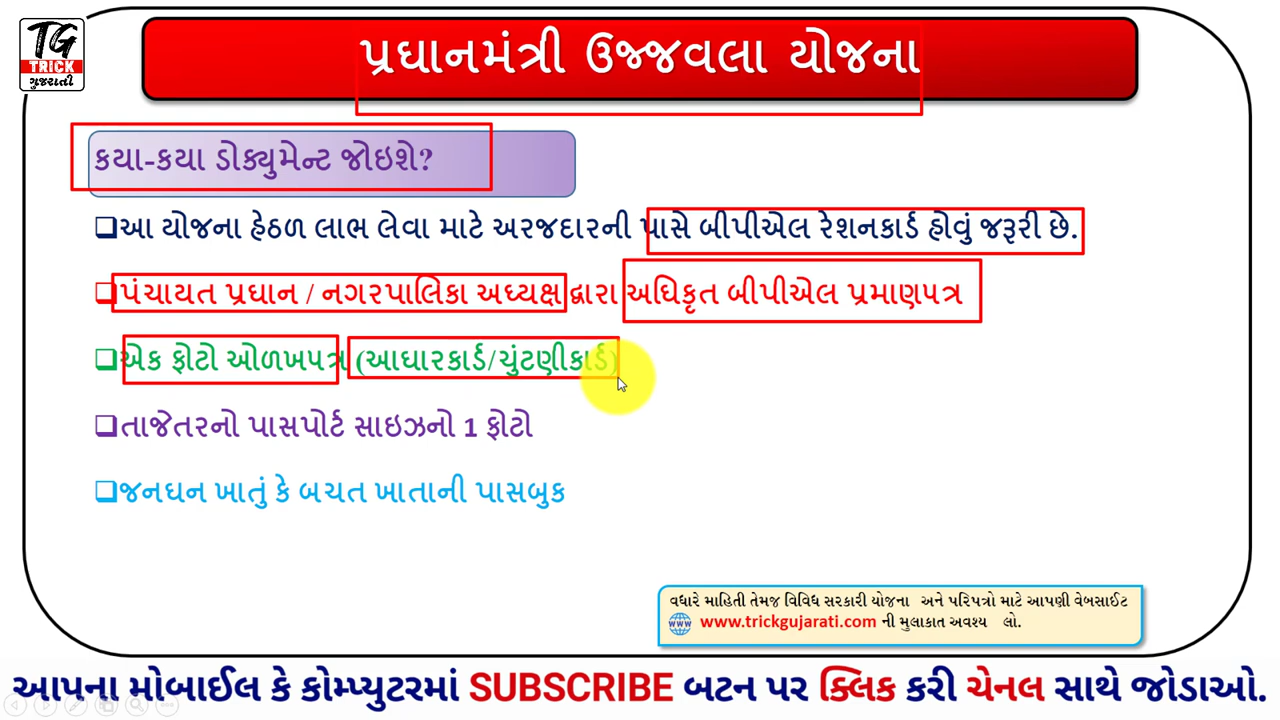 TG
TRICK
ગુજરાતી
પ્રધાનમંત્રી ઉજ્જવલા યોજના
કયા-કયા ડોક્યુમેન્ટ જોઇશે?
આ યોજના હેઠળ લાભ લેવા માટે અરજદારની પાસે બીપીએલ રેશનકાર્ડ હોવું જરૂરી છે.
પંચાયત પ્રધાન / નગરપાલિકા અધ્યક્ષ દ્વારા અધિકૃત બીપીએલ પ્રમાણપત્ર
એક ફોટો ઓળખપત્ર (આધારકાર્ડ/ચુંટણીકાર્ડ)
તાજેતરનો પાસપોર્ટ સાઇઝનો 1 ફોટો
જનધન ખાતું કે બચત ખાતાની પાસબુક
વધારે માહિતી તેમજ વિવિધ સરકારી યોજના અને પરિપત્રો માટે આપણી વેબસાઈટ
www www.trickgujarati.com ની મુલાકાત અવશ્ય લો.
આપના મોબાઈલ કે કોમ્પ્યુટરમાં SUBSCRIBE બટન પર ક્લિક કરી ચેનલ સાથે જોડાઓ.